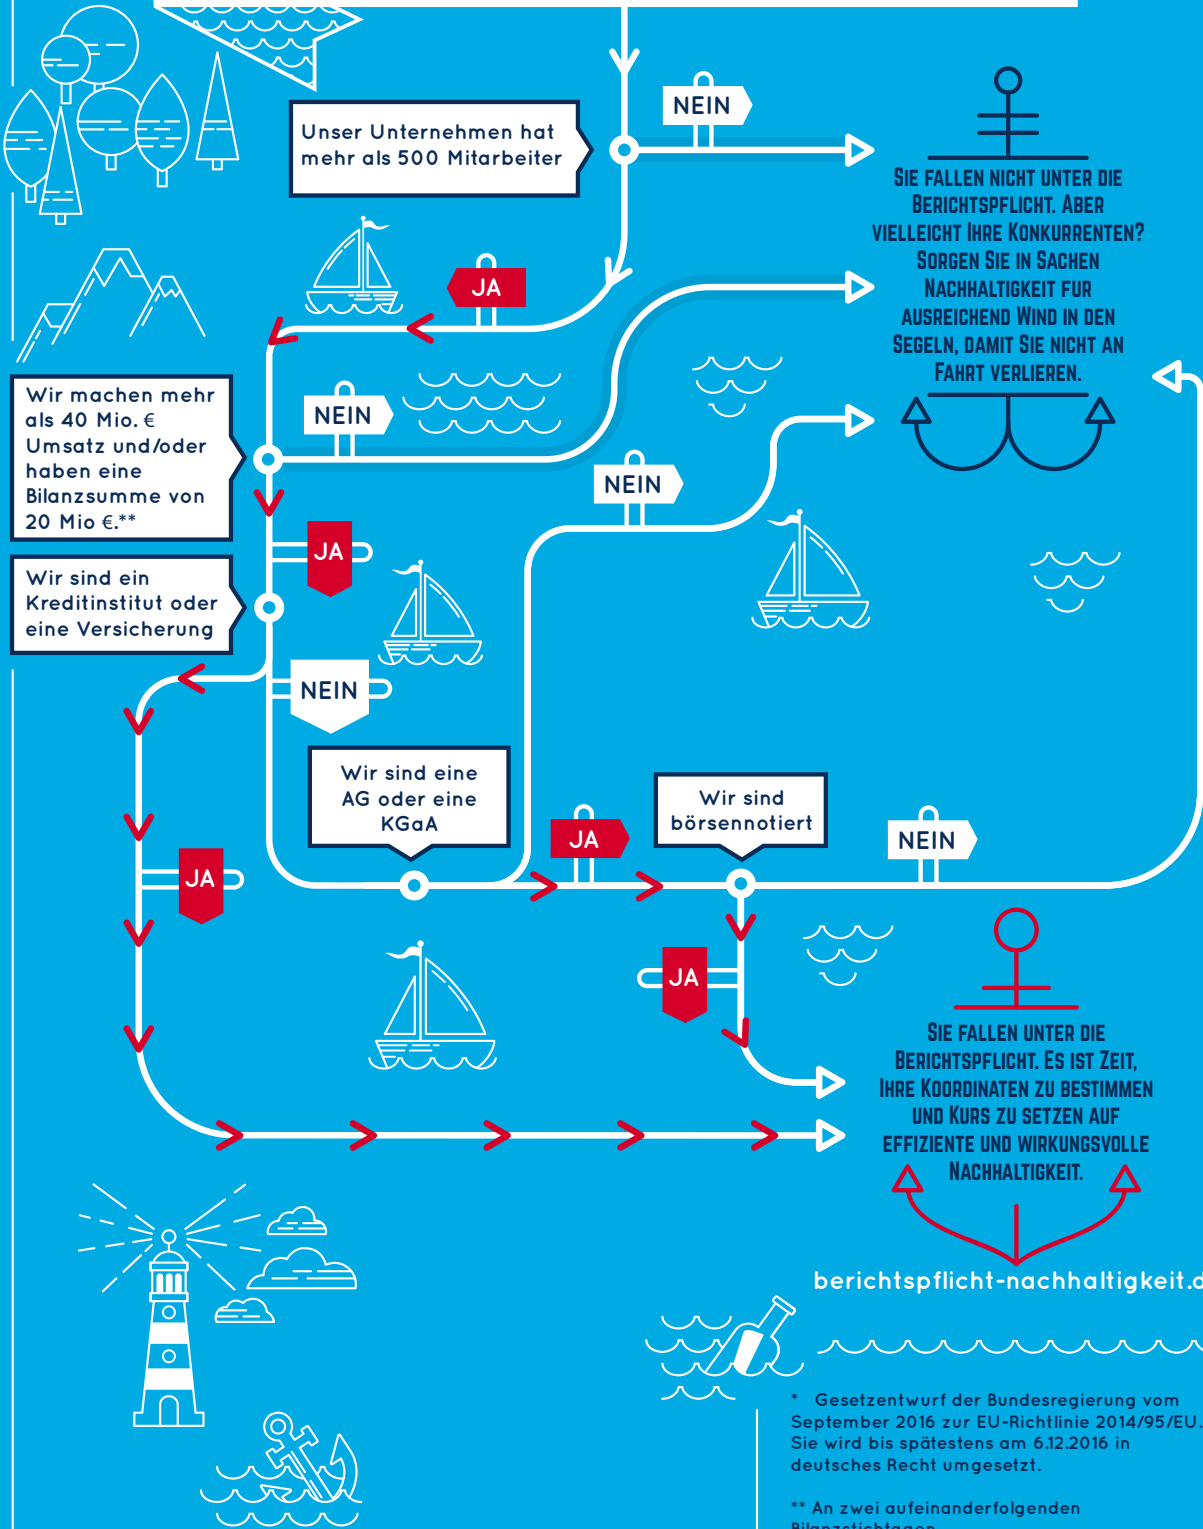 NEIN
Unser Unternehmen hat
mehr als 500 Mitarbeiter
SIE FALLEN NICHT UNTER DIE
BERICHTSPFLICHT. ABER
VIELLEICHT IHRE KONKURRENTEN?
SORGEN SIE IN SACHEN
NACHHALTIGKEIT FUR
AUSREICHEND WIND IN DEN
SEGELN, DAMIT SIE NICHT AN
FAHRT VERLIEREN.
JA
Wir machen mehr
als 40 Mio. €
Umsatz und/oder
haben eine
Bilanzsumme von
20 Mio €.**
NEIN
NEIN
JA
Wir sind ein
Kreditinstitut oder
eine Versicherung
NEIN
Wir sind eine
AG oder eine
KGaA
JA
Wir sind
börsennotiert
NEIN
JA
JA
SIE FALLEN UNTER DIE
BERICHTSPFLICHT. ES IST ZEIT,
IHRE KOORDINATEN ZU BESTIMMEN
UND KURS ZU SETZEN AUF
EFFIZIENTE UND WIRKUNGSVOLLE
NACHHALTIGKEIT.
berichtspflicht-nachhaltigkeit.d
* Gesetzentwurf der Bundesregierung vom
September 2016 zur EU-Richtlinie 2014/95/EU.
Sie wird bis spätestens am 6.12.2016 in
deutsches Recht umgesetzt.
** An zwei aufeinanderfolgenden
Bilanzstichtagen